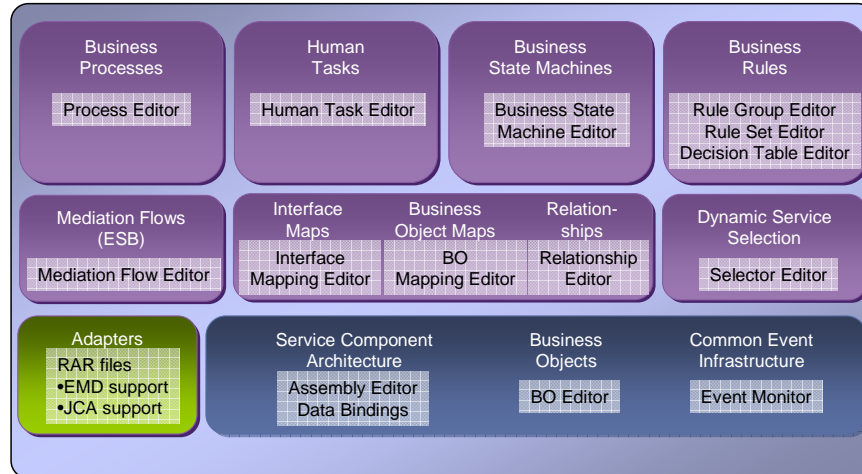 Business
Processes
Process Editor
Human
Tasks
Human Task Editor
Business
State Machines
Business State
Machine Editor
Business
Rules
Rule Group Editor
Rule Set Editor
Decision Table Editor
Mediation Flows
(ESB)
Mediation Flow Editor
Interface
Maps
Interface
Mapping Editor
Business
Object Maps
BO
Mapping Editor
Relation-
ships
Relationship
Editor
Dynamic Service
Selection
Selector Editor
Adapters
RAR files
•EMD support
•JCA support
Service Component
Architecture
Assembly Editor
Data Bindings
Business
Objects
BO Editor
Common Event
Infrastructure
Event Monitor